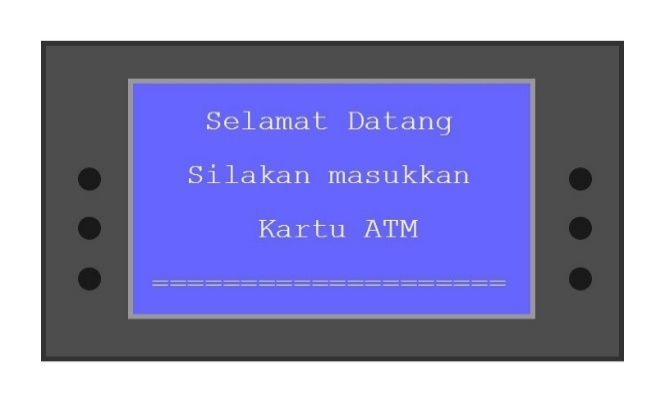 Selamat Datang
Silakan masukkan
Kartu ATM
====================